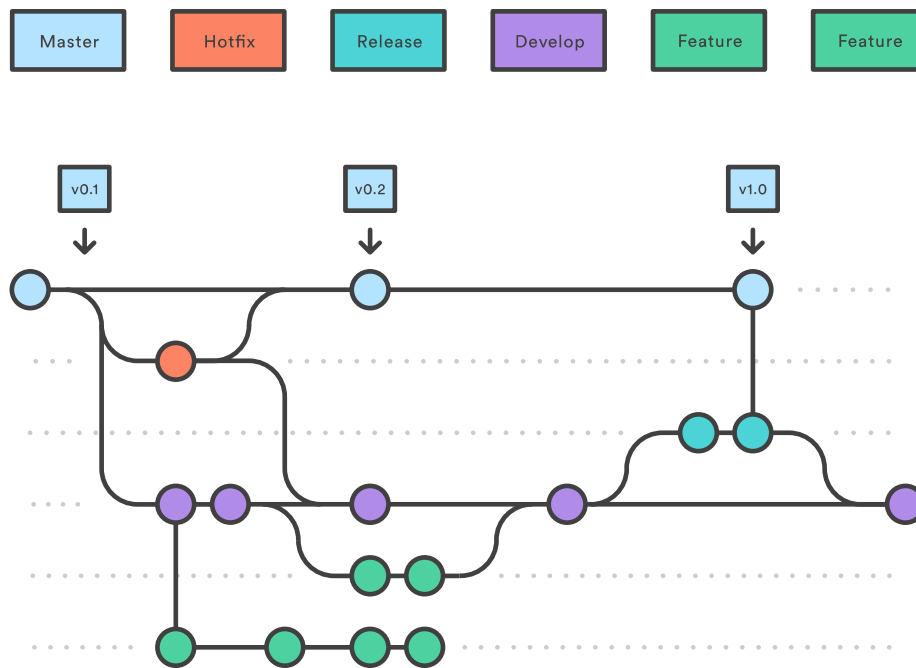 Master
Hotfix
Release
Develop
Feature
Feature
v0.1
v0.2
v1.0